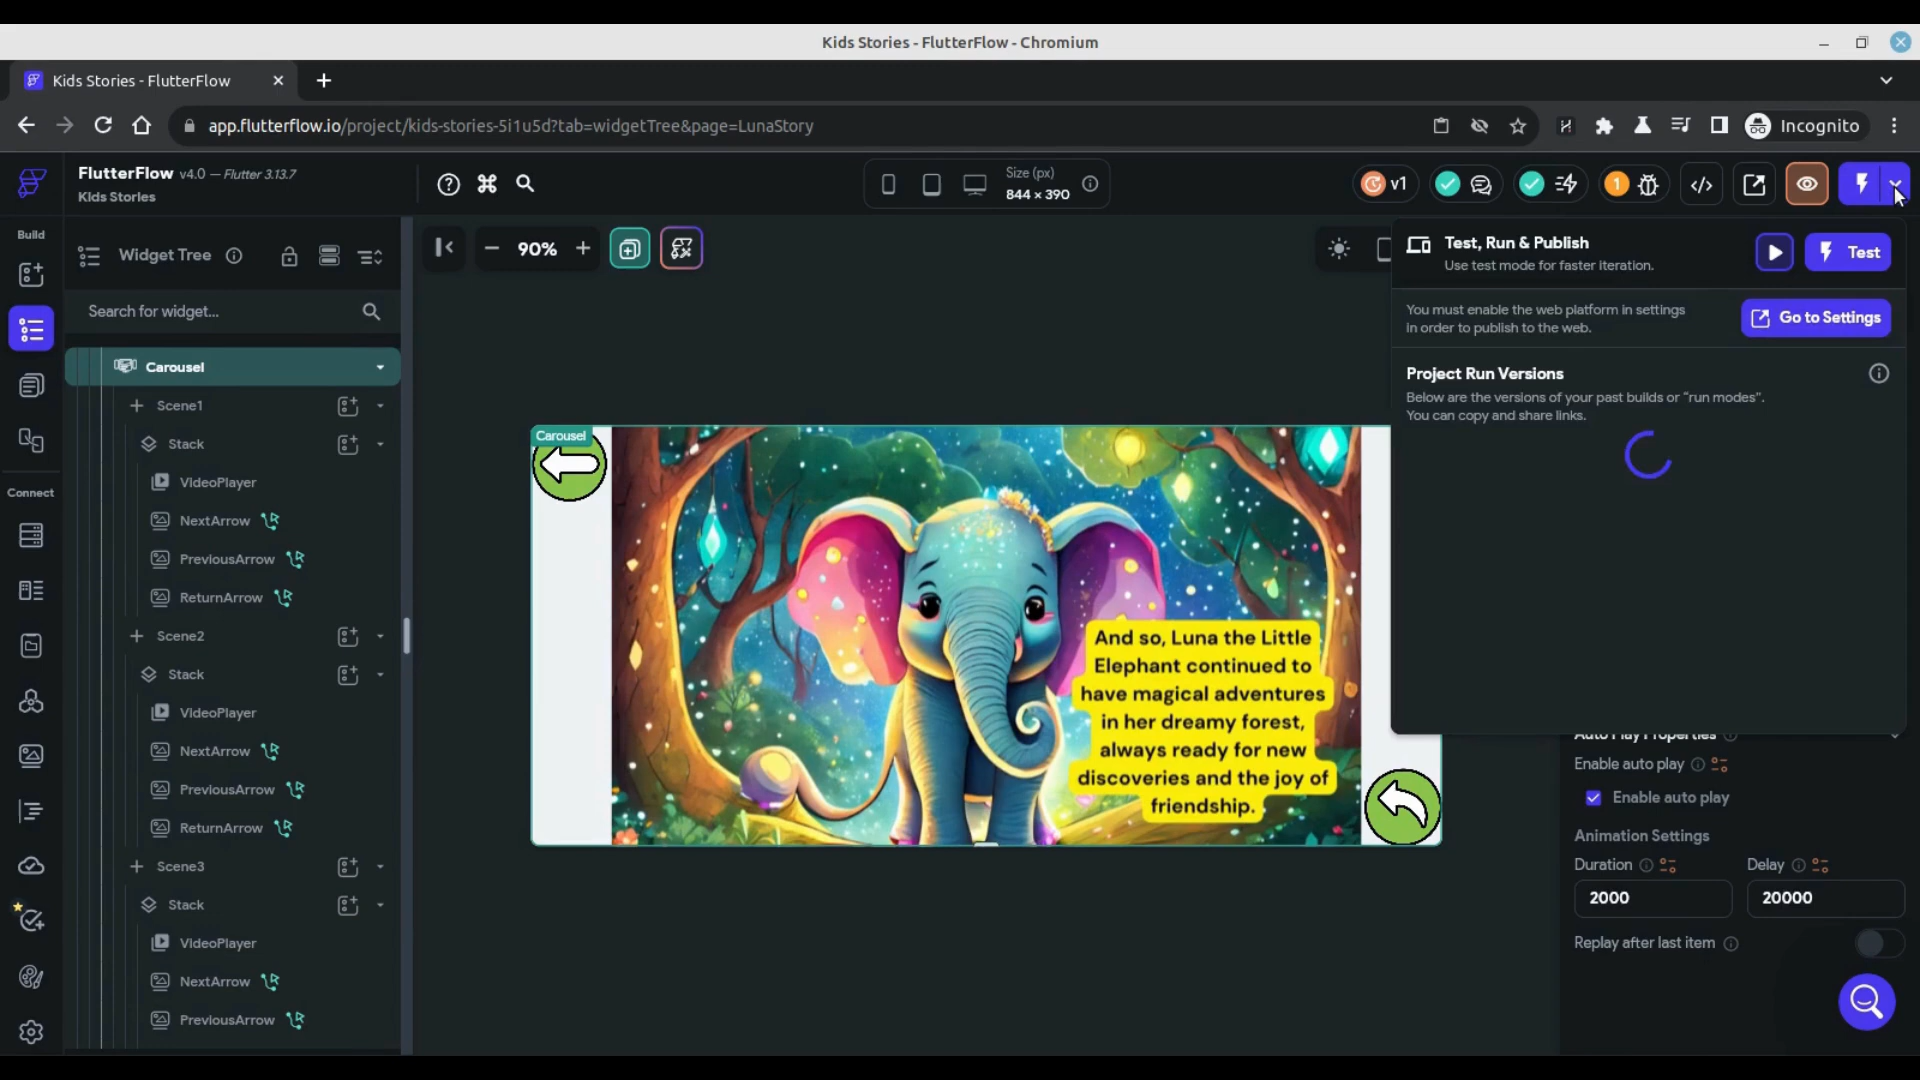 Kids Stories - FlutterFlow - Chromium
Kids Stories - FlutterFlow
app.flutterflow.io/project/kids-stories-5i1u5d?tab=widgetTree&page=LunaStory
Incognito
FlutterFlow v4.0 — Flutter 3.13.7
Kids Stories
Size (px)
844 × 390
v1
1
Build
Widget Tree
90%
Test, Run & Publish
Use test mode for faster iteration.
Test
Search for widget...
You must enable the web platform in settings
in order to publish to the web.
Go to Settings
Project Run Versions
Below are the versions of your past builds or “run modes”.
You can copy and share links.
Carousel
Scene1
Stack
VideoPlayer
NextArrow
PreviousArrow
ReturnArrow
Scene2
Stack
VideoPlayer
NextArrow
PreviousArrow
ReturnArrow
Scene3
Stack
VideoPlayer
NextArrow
PreviousArrow
Connect
Carousel
And so, Luna the Little
Elephant continued to
have magical adventures
in her dreamy forest,
always ready for new
discoveries and the joy of
friendship.
Auto Play Properties
Enable auto play
Enable auto play
Animation Settings
Duration
Delay
2000
20000
Replay after last item